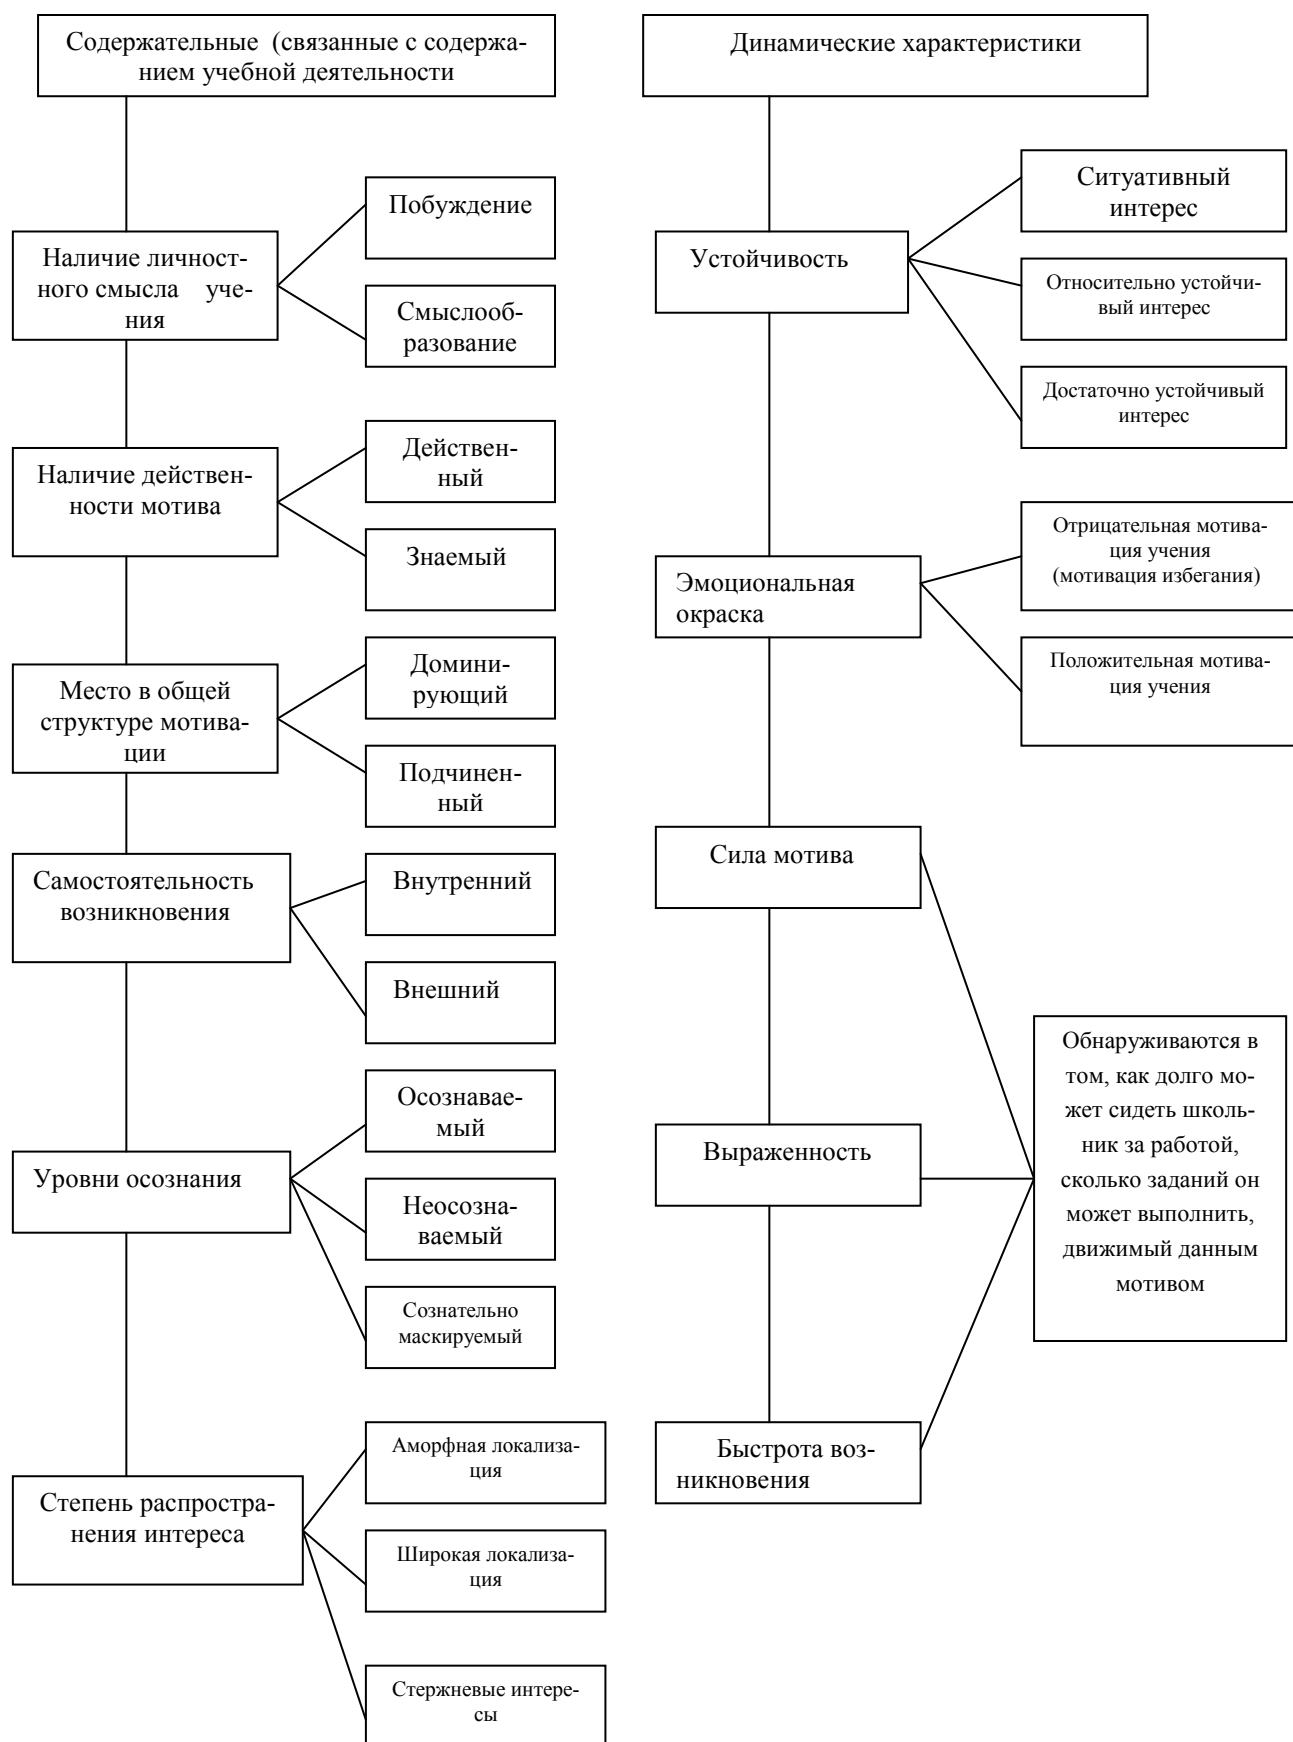 Содержательные (связанные с содержа-
нием учебной деятельности
Наличие личност-
ного смысла уче-
ния
Побуждение
Смыслооб-
разование
Наличие действен-
ности мотива
Действен-
ный
Знаемый
Место в общей
структуре мотива-
ции
Домини-
рующий
Подчинен-
ный
Самостоятельность
возникновения
Внутренний
Внешний
Уровни осознания
Осознавае-
мый
Неосозна-
ваемый
Сознательно
маскируемый
Степень распростра-
нения интереса
Аморфная локализа-
ция
Широкая локализа-
ция
Стержневые интере-
сы
Динамические характеристики
Устойчивость
Ситуативный
интерес
Относительно устойчи-
вый интерес
Достаточно устойчивый
интерес
Эмоциональная
окраска
Отрицательная мотива-
ция учения
(мотивация избегания)
Положительная мотива-
ция учения
Сила мотива
Выраженность
Быстрота воз-
никновения
Обнаруживаются в
том, как долго мо-
жет сидеть школь-
ник за работой,
сколько заданий он
может выполнить,
движимый данным
мотивом